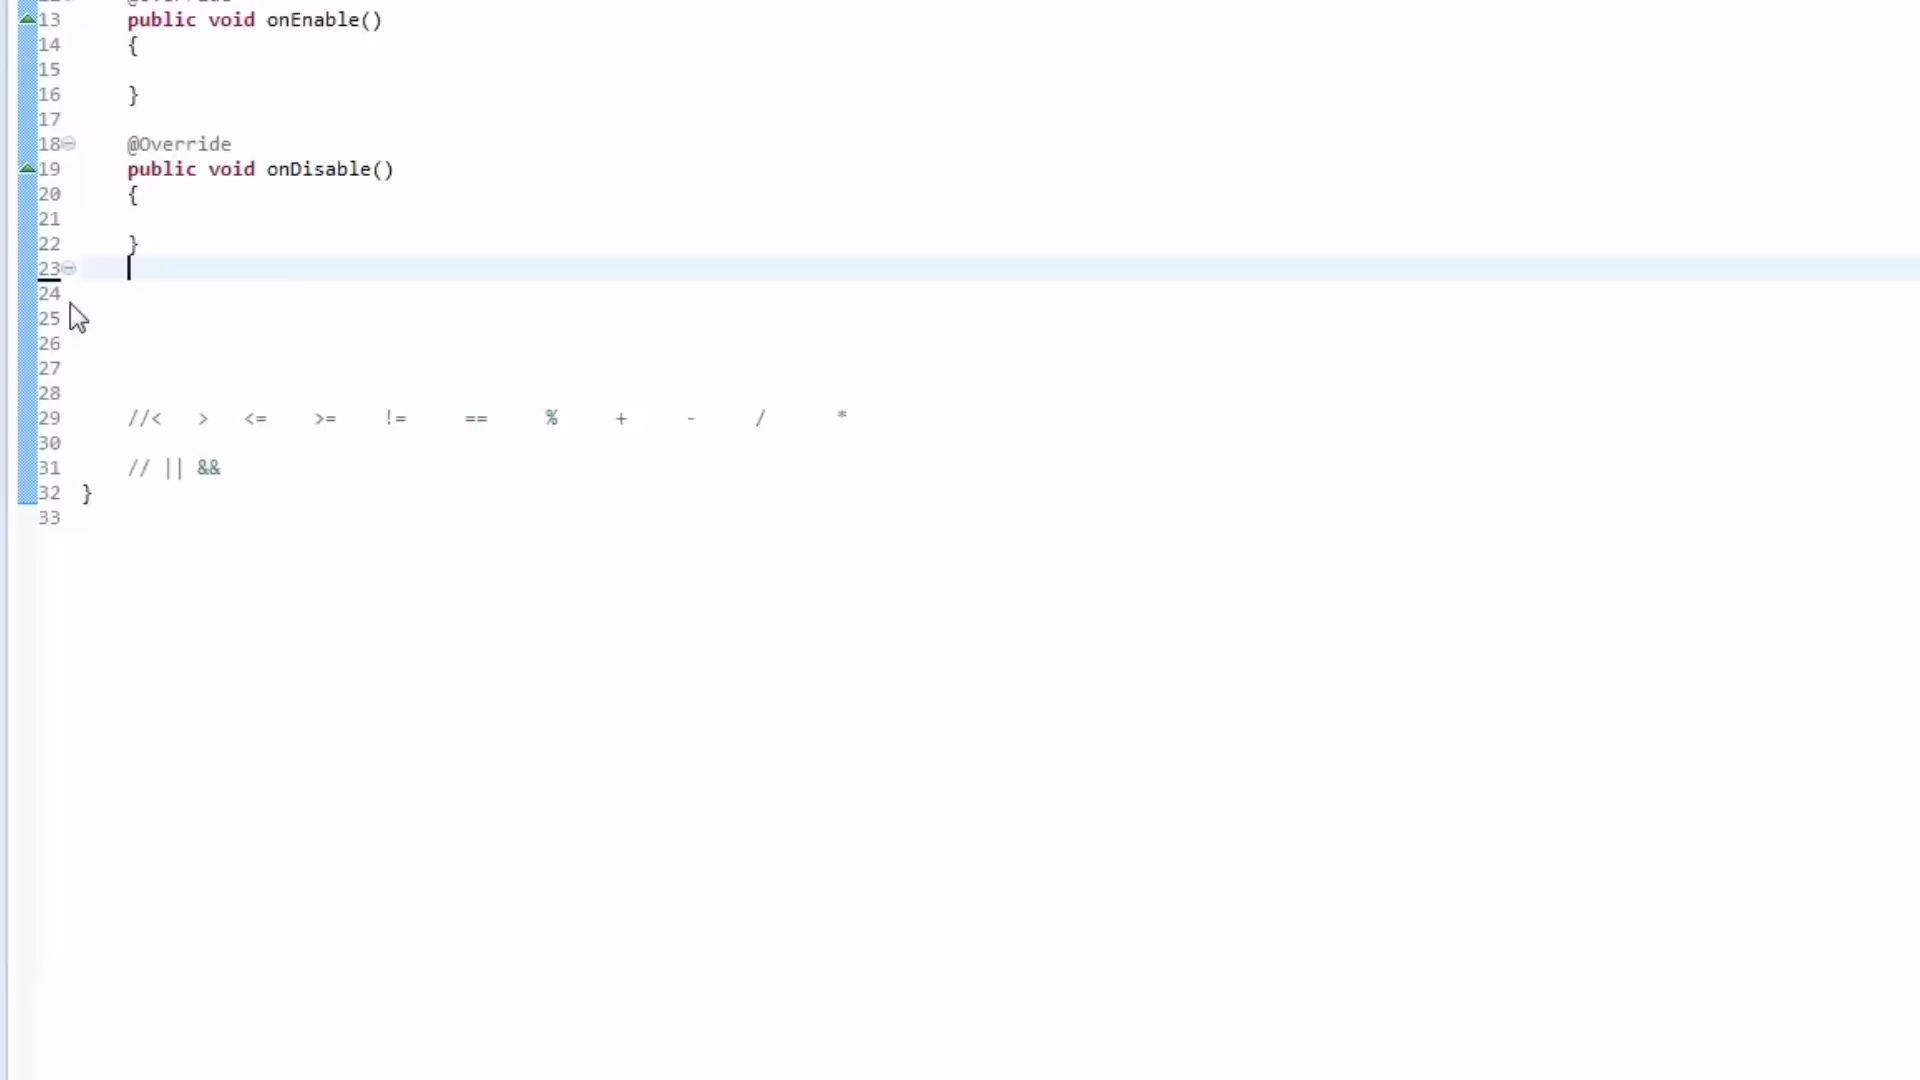 @Override
13 public void onEnable()
14 {
15
16 }
17
18 @Override
19 public void onDisable()
20 {
21
22 }
23
24
25
26
27
28
29 //< > <= >= != == % + - / *
30
31 // || &&
32 }
33